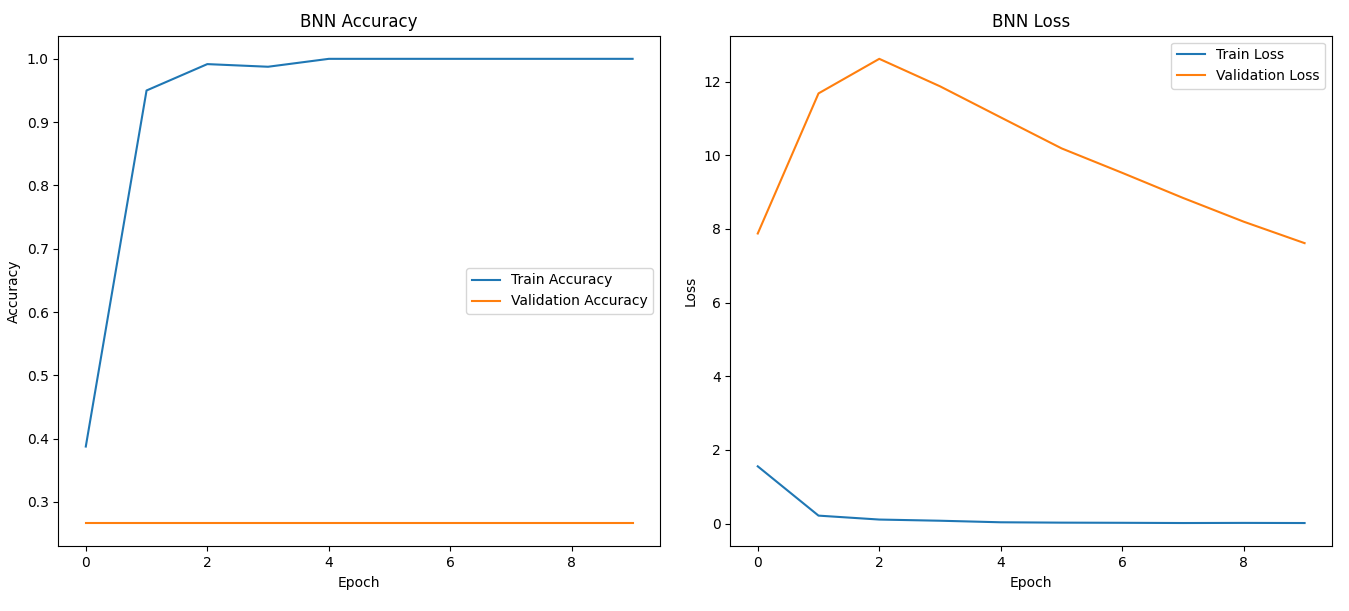 BNN Accuracy
1.0
0.9
0.8
0.7
0.6
0.5
0.4
0.3
Accuracy
Train Accuracy
Validation Accuracy
0 2 4 6 8
Epoch
BNN Loss
12
10
8
6
4
2
0
Loss
Train Loss
Validation Loss
0 2 4 6 8
Epoch